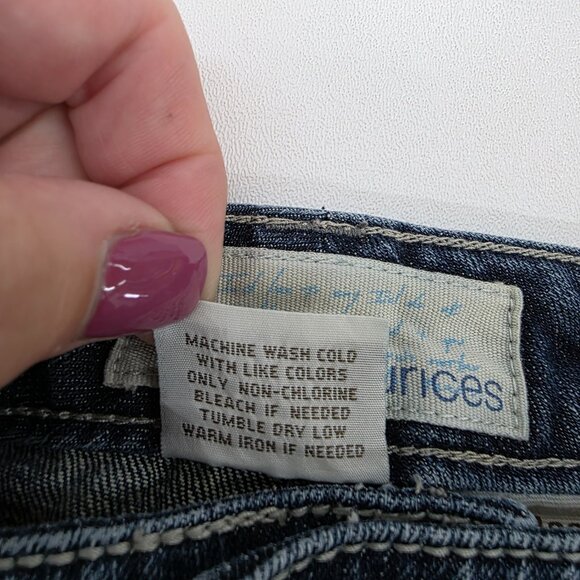 MACHINE WASH COLD
WITH LIKE COLORS
ONLY NON-CHLORINE
BLEACH IF NEEDED
TUMBLE DRY LOW
WARM IRON IF NEEDED
urices